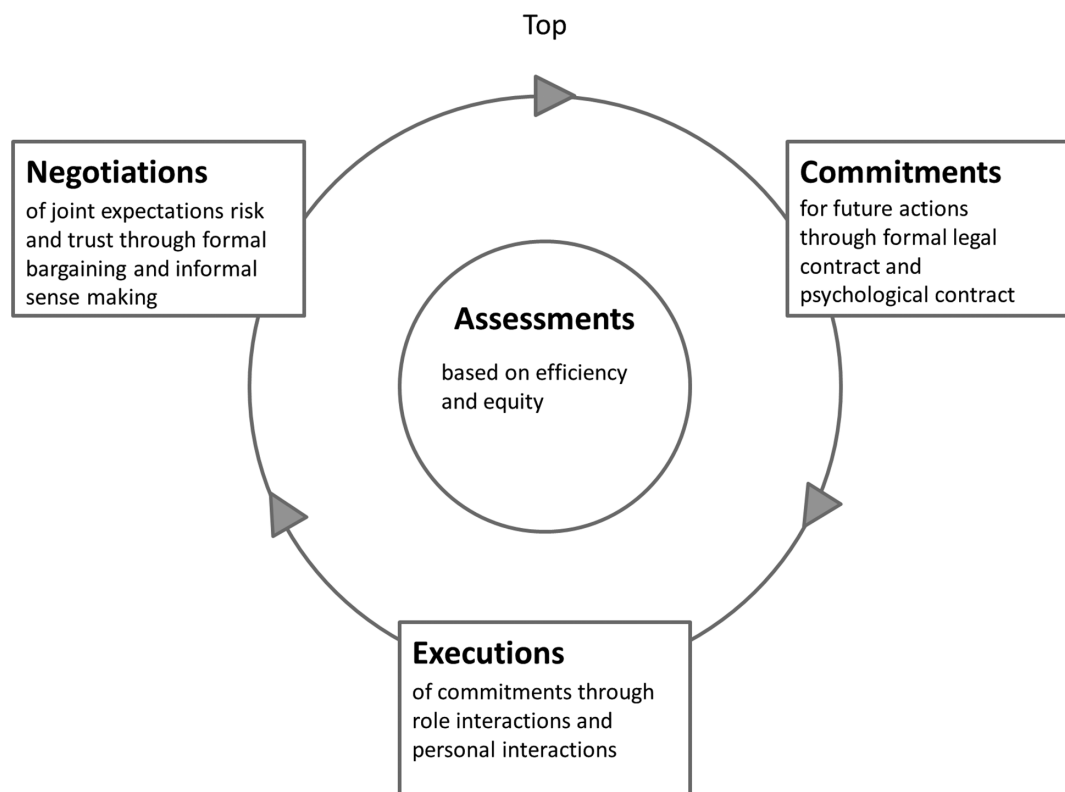 Top
Negotiations
of joint expectations risk
and trust through formal
bargaining and informal
sense making
Commitments
for future actions
through formal legal
contract and
psychological contract
Assessments
based on efficiency
and equity
Executions
of commitments through
role interactions and
personal interactions